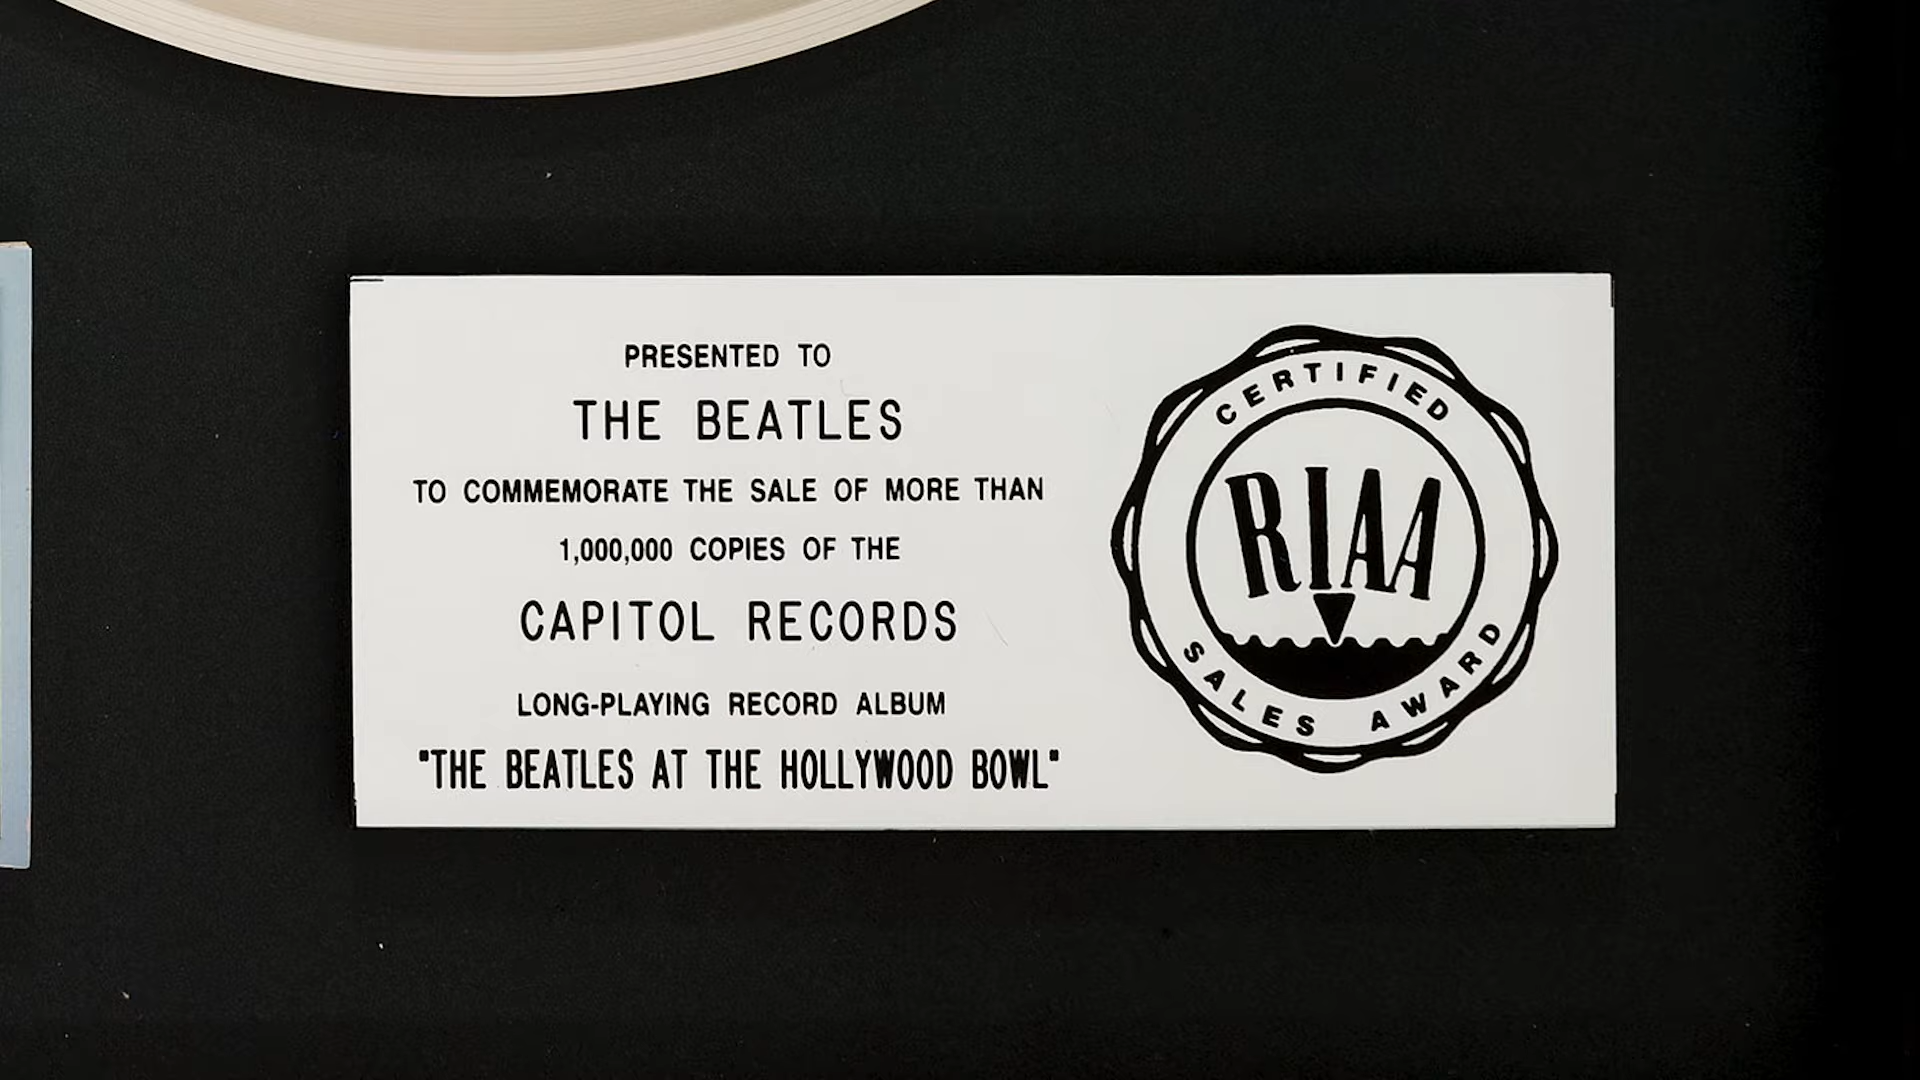 PRESENTED TO
THE BEATLES
TO COMMEMORATE THE SALE OF MORE THAN
1,000,000 COPIES OF THE
CAPITOL RECORDS
LONG-PLAYING RECORD ALBUM
"THE BEATLES AT THE HOLLYWOOD BOWL"
CERTIFIED
RIAA
SALES AWARD